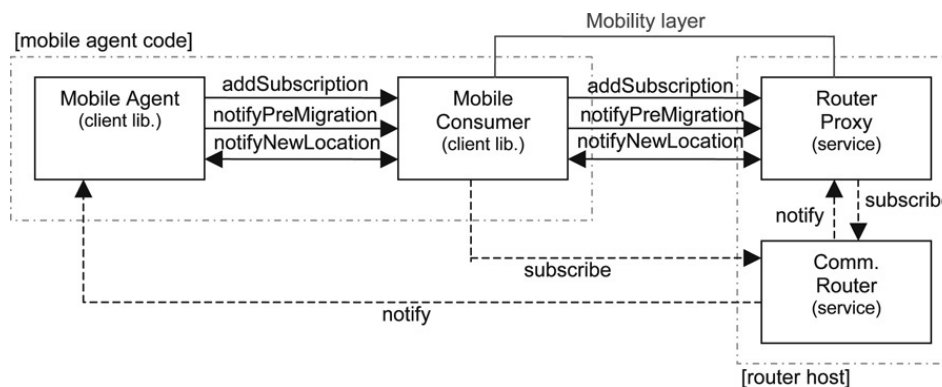 Mobility layer
[mobile agent code]
Mobile Agent
(client lib.)
addSubscription
notifyPreMigration
notifyNewLocation
Mobile
Consumer
(client lib.)
addSubscription
notifyPreMigration
notifyNewLocation
Router
Proxy
(service)
notify
subscribe
subscribe
Comm.
Router
(service)
notify
[router host]